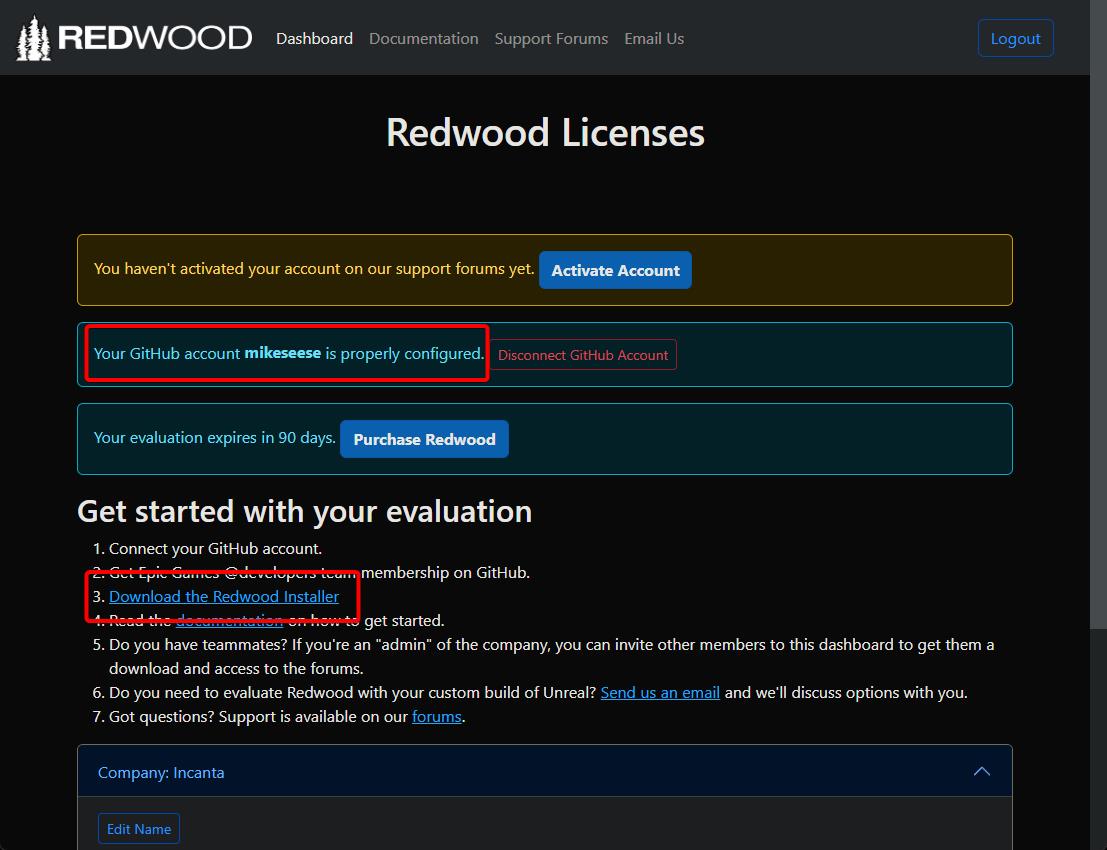 REDWOOD Dashboard Documentation Support Forums Email Us Logout
Redwood Licenses
You haven't activated your account on our support forums yet. Activate Account
Your GitHub account mikeseese is properly configured. Disconnect GitHub Account
Your evaluation expires in 90 days. Purchase Redwood
Get started with your evaluation
1. Connect your GitHub account.
2. Get Epic Games @developers team membership on GitHub.
3. Download the Redwood Installer
4. Read the documentation on how to get started.
5. Do you have teammates? If you're an "admin" of the company, you can invite other members to this dashboard to get them a
download and access to the forums.
6. Do you need to evaluate Redwood with your custom build of Unreal? Send us an email and we'll discuss options with you.
7. Got questions? Support is available on our forums.
Company: Incanta
Edit Name